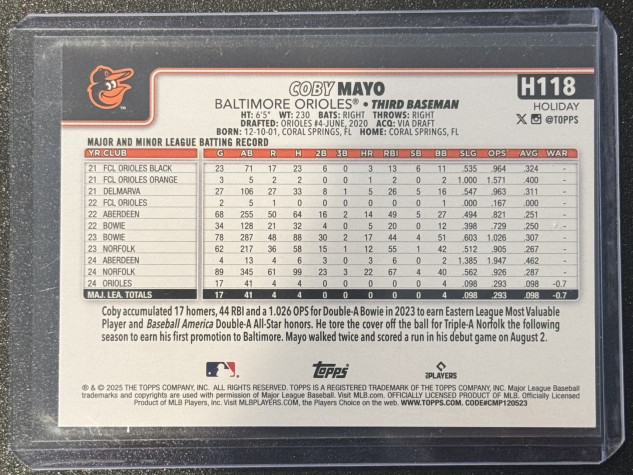 COBY MAYO
H118
BALTIMORE ORIOLES® • THIRD BASEMAN
HOLIDAY
HT: 6'5" WT: 230 BATS: RIGHT THROWS: RIGHT
@TOPPS
DRAFTED: ORIOLES #4-JUNE, 2020 ACQ: VIA DRAFT
BORN: 12-10-01, CORAL SPRINGS, FL HOME: CORAL SPRINGS, FL
MAJOR AND MINOR LEAGUE BATTING RECORD
YR CLUB G AB R H 2B 3B HR RBI SB BB SLG OPS AVG WAR
21 FCL ORIOLES BLACK 23 71 17 23 6 0 3 13 6 11 .535 .964 .324 -
21 FCL ORIOLES ORANGE 3 5 2 2 0 0 1 2 0 2 1.000 1.571 .400 -
21 DELMARVA 27 106 27 33 8 1 5 26 5 16 .547 .963 .311 -
22 FCL ORIOLES 2 5 1 0 0 0 0 0 0 1 .000 .167 .000 -
22 ABERDEEN 68 255 50 64 16 2 14 49 5 27 .494 .821 .251 -
22 BOWIE 34 128 21 32 4 0 5 20 0 12 .398 .729 .250 -
23 BOWIE 78 287 48 88 30 2 17 44 4 51 .603 1.026 .307 -
23 NORFOLK 62 217 36 58 15 1 12 55 1 42 .512 .905 .267 -
24 ABERDEEN 4 13 4 6 3 0 3 6 0 3 1.385 1.947 .462 -
24 NORFOLK 89 345 61 99 23 3 22 67 4 40 .562 .926 .287 -
24 ORIOLES 17 41 4 4 0 0 0 0 0 4 .098 .293 .098 -0.7
MAJ. LEA. TOTALS 17 41 4 4 0 0 0 0 0 4 .098 .293 .098 -0.7
Coby accumulated 17 homers, 44 RBI and a 1.026 OPS for Double-A Bowie in 2023 to earn Eastern League Most Valuable
Player and Baseball America Double-A All-Star honors. He tore the cover off the ball for Triple-A Norfolk the following
season to earn his first promotion to Baltimore. Mayo walked twice and scored a run in his debut game on August 2.
Topps
PLAYERS
® & © 2025 THE TOPPS COMPANY, INC. ALL RIGHTS RESERVED. TOPPS IS A REGISTERED TRADEMARK OF THE TOPPS COMPANY, INC. Major League Baseball
trademarks and copyrights are used with permission of Major League Baseball. Visit MLB.com. OFFICIALLY LICENSED PRODUCT OF MLB. Officially Licensed
Product of MLB Players, Inc. Visit MLBPLAYERS.com, the Players Choice on the web. WWW.TOPPS.COM. CODE#CMP120523